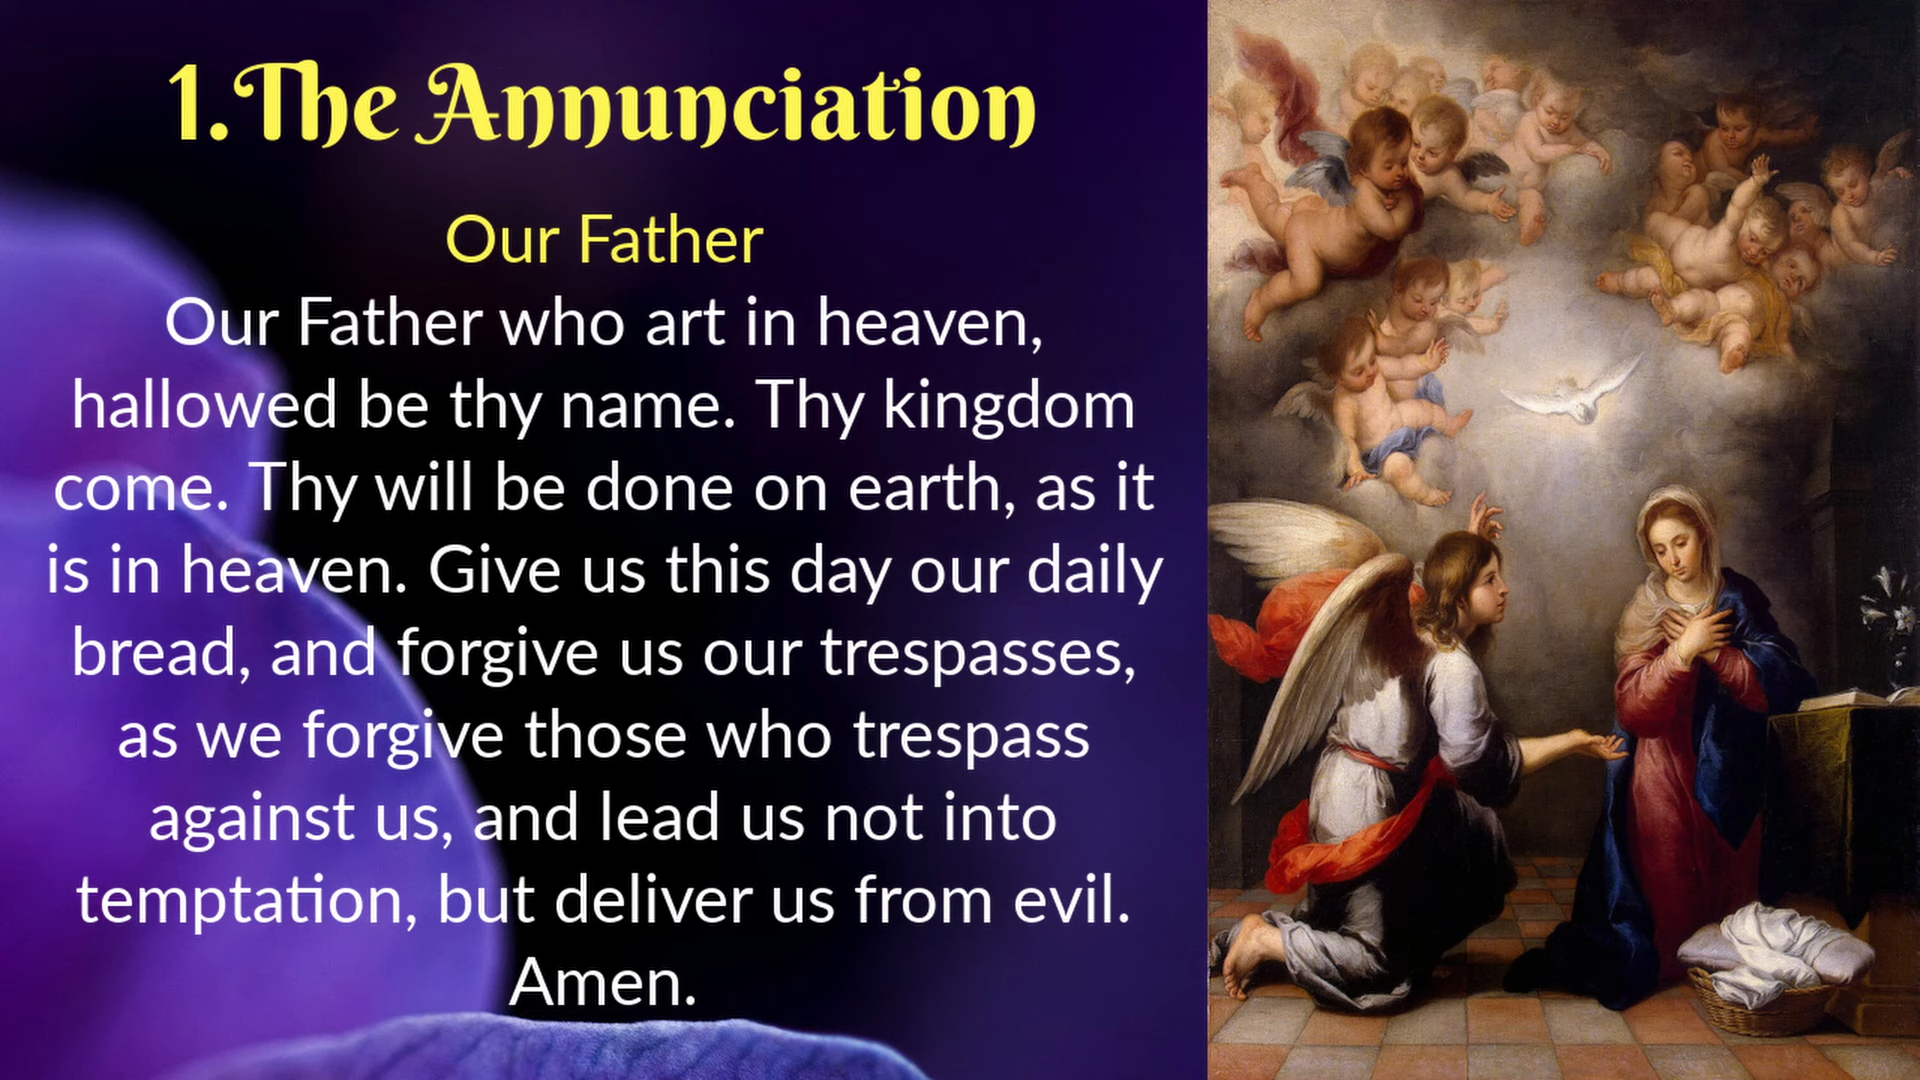 1.The Annunciation
Our Father
Our Father who art in heaven,
hallowed be thy name. Thy kingdom
come. Thy will be done on earth, as it
is in heaven. Give us this day our daily
bread, and forgive us our trespasses,
as we forgive those who trespass
against us, and lead us not into
temptation, but deliver us from evil.
Amen.